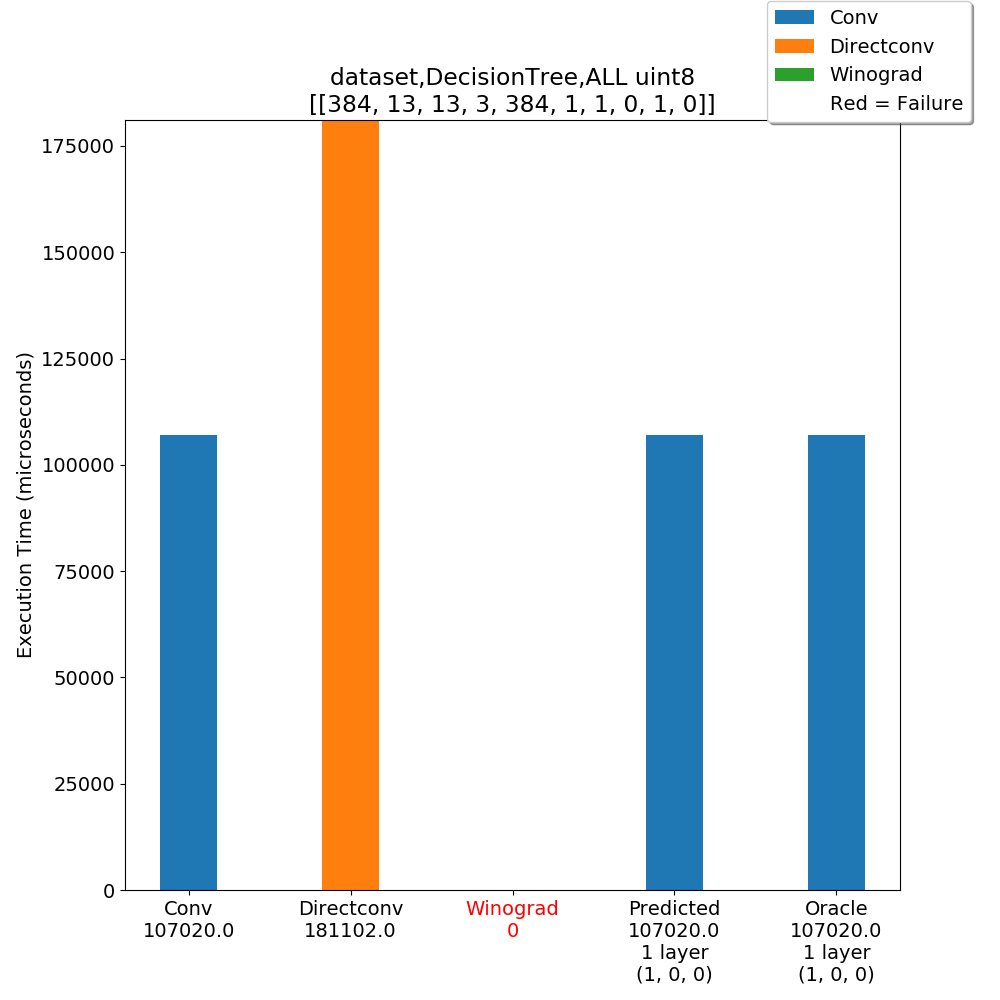 Conv
Directconv
Winograd
Red = Failure
dataset,DecisionTree,ALL uint8
[[384, 13, 13, 3, 384, 1, 1, 0, 1, 0]]
Execution Time (microseconds)
175000
150000
125000
100000
75000
50000
25000
0
Conv
107020.0
Directconv
181102.0
Winograd
0
Predicted
107020.0
1 layer
(1, 0, 0)
Oracle
107020.0
1 layer
(1, 0, 0)